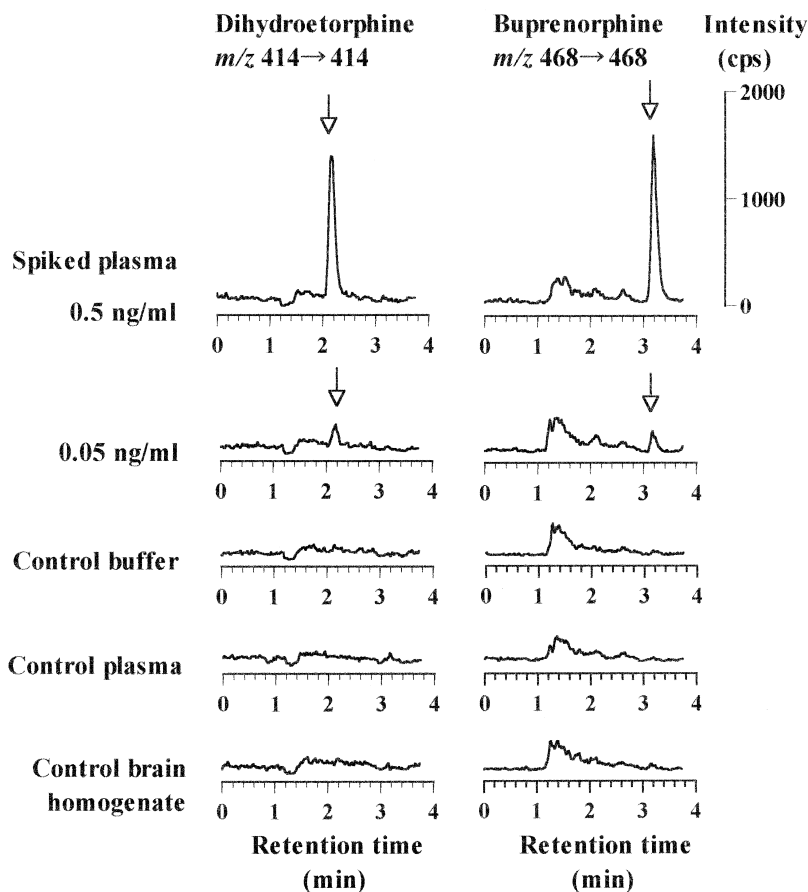 Dihydroetorphine Buprenorphine Intensity
m/z 414→414 m/z 468→468 (cps)
2000
1000
Spiked plasma
0.5 ng/ml 0
0 1 2 3 4 0 1 2 3 4
0.05 ng/ml
0 1 2 3 4 0 1 2 3 4
Control buffer
0 1 2 3 4 0 1 2 3 4
Control plasma
0 1 2 3 4 0 1 2 3 4
Control brain
homogenate
0 1 2 3 4 0 1 2 3 4
Retention time Retention time
(min) (min)